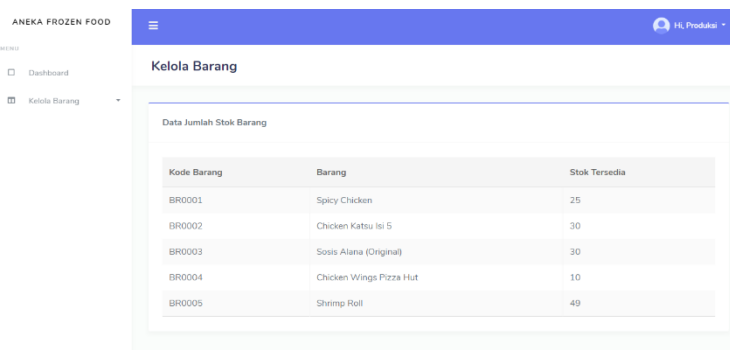 ANEKA FROZEN FOOD
Hi, Produksi
MENU
Dashboard
Kelola Barang
Kelola Barang
Data Jumlah Stok Barang
Kode Barang Barang Stok Tersedia
BR0001 Spicy Chicken 25
BR0002 Chicken Katsu Isi 5 30
BR0003 Sosis Alana (Original) 30
BR0004 Chicken Wings Pizza Hut 10
BR0005 Shrimp Roll 49